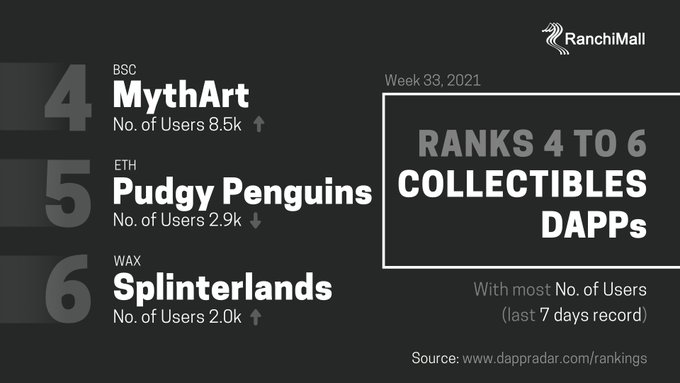 RanchiMall
Week 33, 2021
RANKS 4 TO 6
COLLECTIBLES
DAPPs
4
BSC
MythArt
No. of Users 8.5k
5
ETH
Pudgy Penguins
No. of Users 2.9k
6
WAX
Splinterlands
No. of Users 2.0k
With most No. of Users
(last 7 days record)
Source: www.dappradar.com/rankings